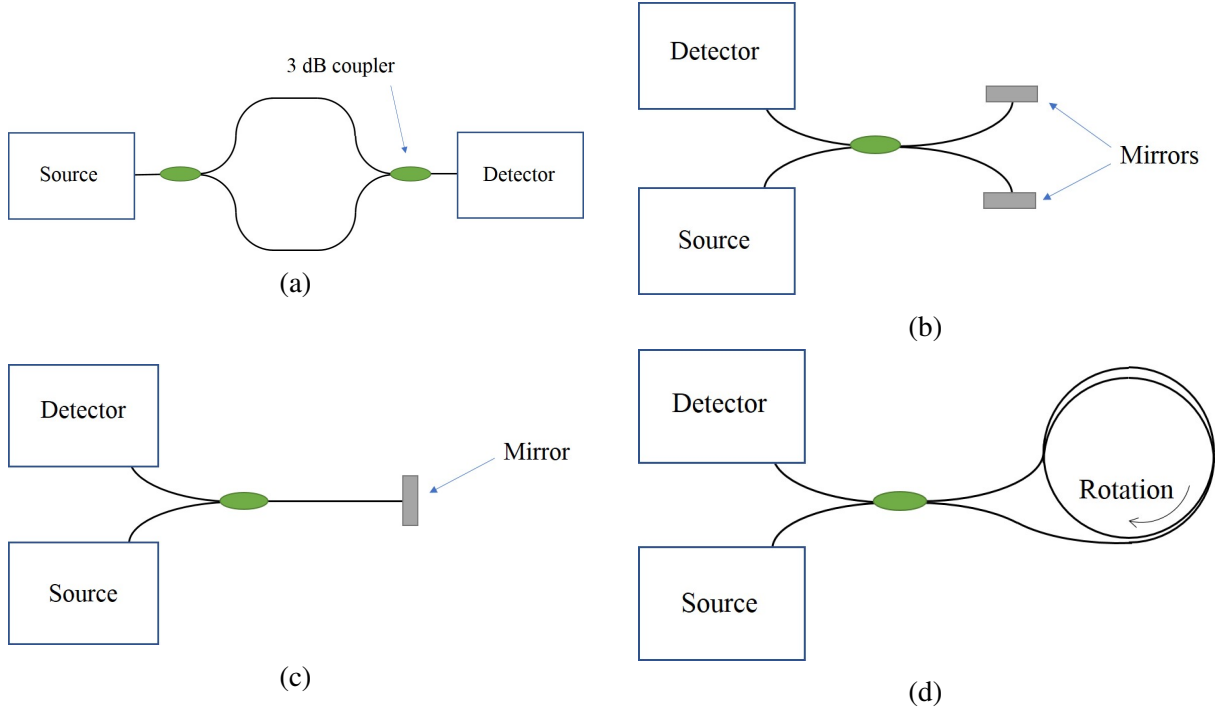 3 dB coupler
Source
Detector
(a)
Detector
Mirrors
Source
(b)
Detector
Mirror
Source
(c)
Detector
Rotation
Source
(d)